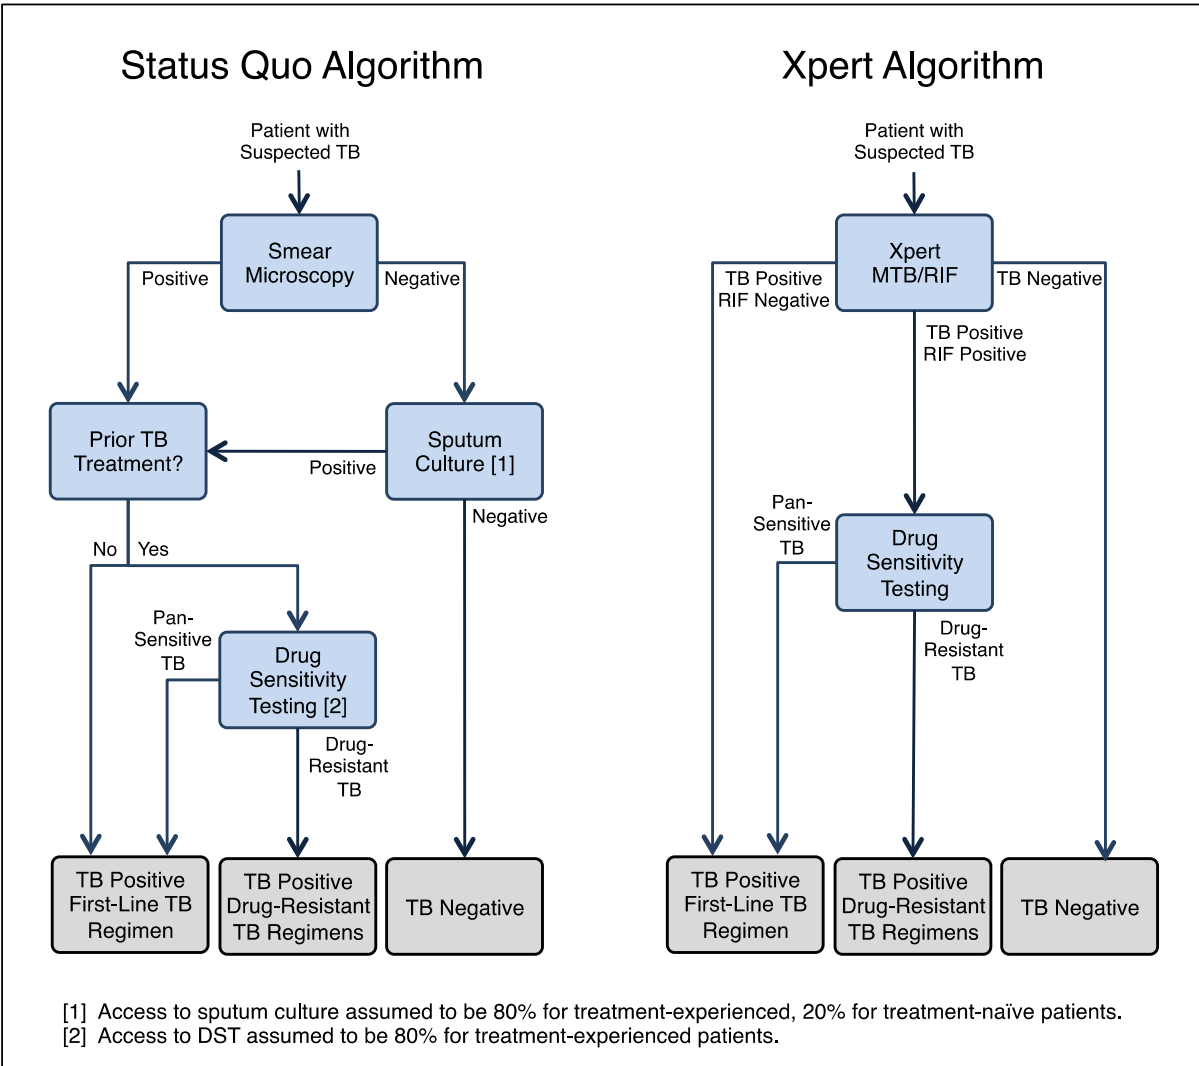 Status Quo Algorithm
Patient with
Suspected TB
Smear
Microscopy
Positive
Negative
Prior TB
Treatment?
Sputum
Culture [1]
Positive
Negative
No
Yes
Pan-
Sensitive
TB
Drug
Sensitivity
Testing [2]
Drug-
Resistant
TB
TB Positive
First-Line TB
Regimen
TB Positive
Drug-Resistant
TB Regimens
TB Negative
Xpert Algorithm
Patient with
Suspected TB
Xpert
MTB/RIF
TB Positive
RIF Negative
TB Negative
TB Positive
RIF Positive
Pan-
Sensitive
TB
Drug
Sensitivity
Testing
Drug-
Resistant
TB
TB Positive
First-Line TB
Regimen
TB Positive
Drug-Resistant
TB Regimens
TB Negative
[1] Access to sputum culture assumed to be 80% for treatment-experienced, 20% for treatment-naïve patients.
[2] Access to DST assumed to be 80% for treatment-experienced patients.